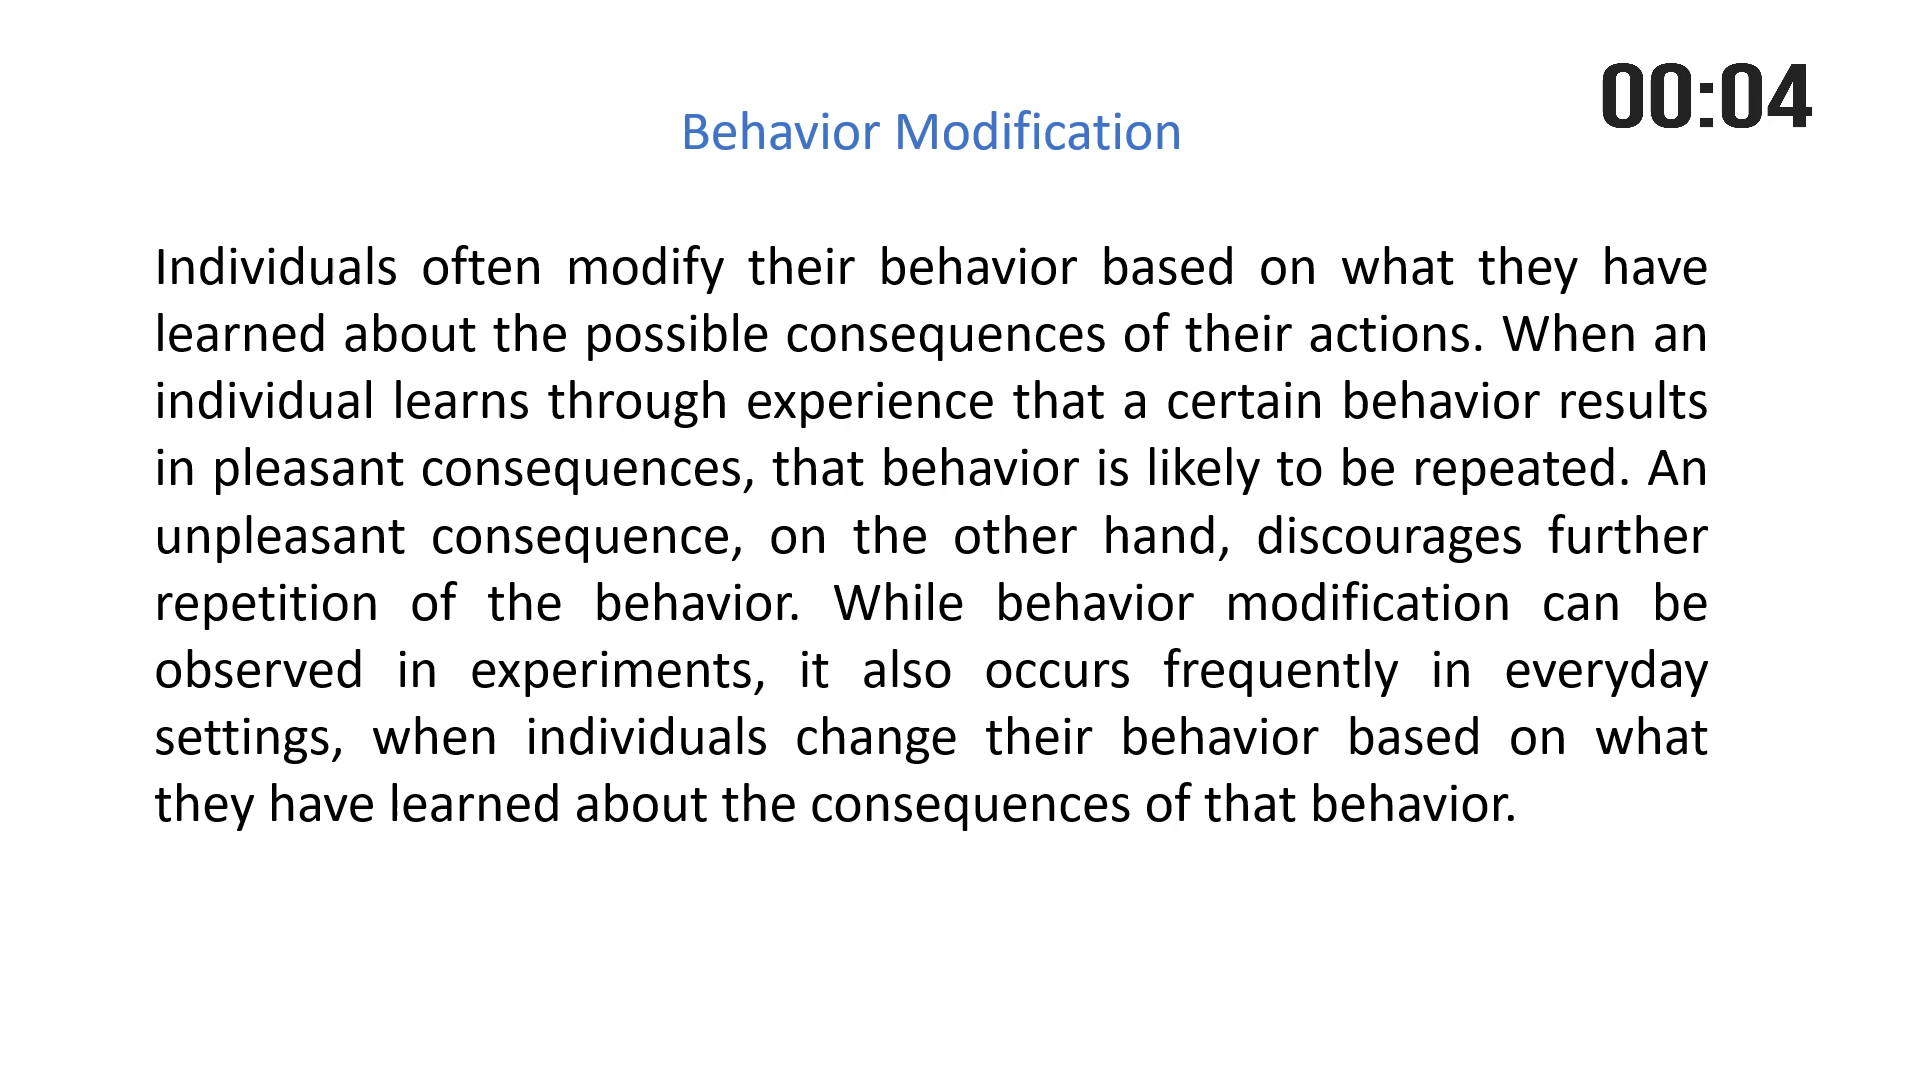 00:04
Behavior Modification
Individuals often modify their behavior based on what they have
learned about the possible consequences of their actions. When an
individual learns through experience that a certain behavior results
in pleasant consequences, that behavior is likely to be repeated. An
unpleasant consequence, on the other hand, discourages further
repetition of the behavior. While behavior modification can be
observed in experiments, it also occurs frequently in everyday
settings, when individuals change their behavior based on what
they have learned about the consequences of that behavior.